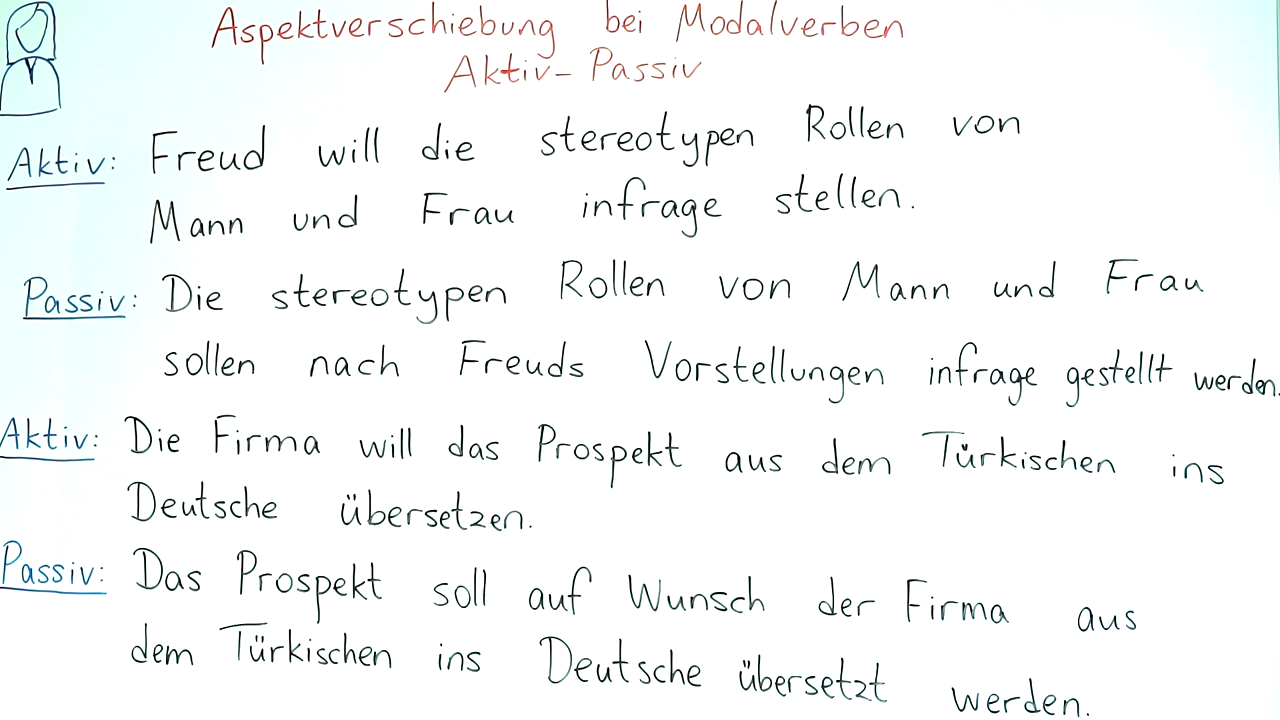 Aspektverschiebung bei Modalverben
Aktiv - Passiv
Aktiv: Freud will die stereotypen Rollen von
Mann und Frau infrage stellen.
Passiv: Die stereotypen Rollen von Mann und Frau
sollen nach Freuds Vorstellungen infrage gestellt werden.
Aktiv: Die Firma will das Prospekt aus dem Türkischen ins
Deutsche übersetzen.
Passiv: Das Prospekt soll auf Wunsch der Firma aus
dem Türkischen ins Deutsche übersetzt werden.